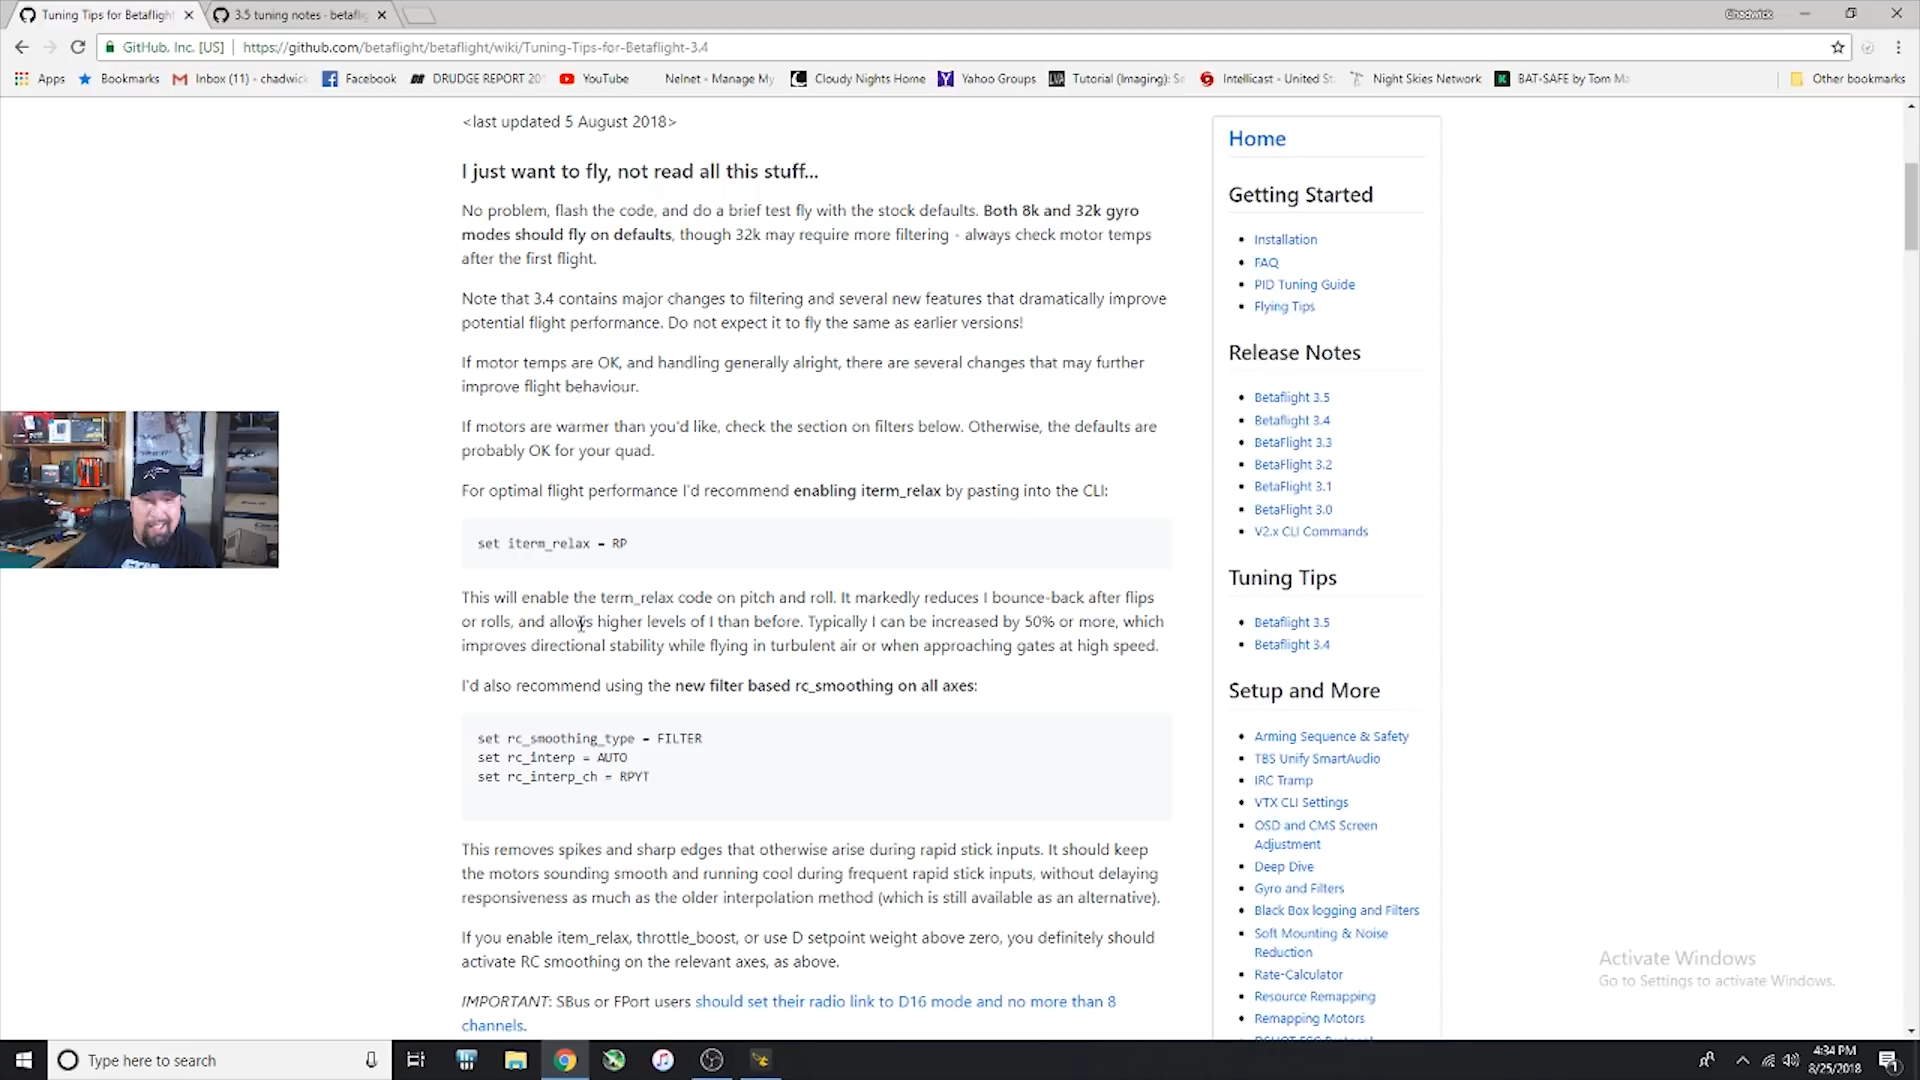 Tuning Tips for Betaflight
3.5 tuning notes - betaflig
Chadwick
GitHub, Inc. [US]
https://github.com/betaflight/betaflight/wiki/Tuning-Tips-for-Betaflight-3.4
Apps
Bookmarks
Inbox (11) - chadwic
Facebook
DRUDGE REPORT 20
YouTube
Nelnet - Manage My
Cloudy Nights Home
Yahoo Groups
Tutorial (Imaging): S
Intellicast - United St
Night Skies Network
BAT-SAFE by Tom Ma
Other bookmarks
<last updated 5 August 2018>
I just want to fly, not read all this stuff...
No problem, flash the code, and do a brief test fly with the stock defaults. Both 8k and 32k gyro
modes should fly on defaults, though 32k may require more filtering - always check motor temps
after the first flight.
Note that 3.4 contains major changes to filtering and several new features that dramatically improve
potential flight performance. Do not expect it to fly the same as earlier versions!
If motor temps are OK, and handling generally alright, there are several changes that may further
improve flight behaviour.
If motors are warmer than you'd like, check the section on filters below. Otherwise, the defaults are
probably OK for your quad.
For optimal flight performance I'd recommend enabling iterm_relax by pasting into the CLI:
set iterm_relax = RP
This will enable the term_relax code on pitch and roll. It markedly reduces I bounce-back after flips
or rolls, and allows higher levels of I than before. Typically I can be increased by 50% or more, which
improves directional stability while flying in turbulent air or when approaching gates at high speed.
I'd also recommend using the new filter based rc_smoothing on all axes:
set rc_smoothing_type = FILTER
set rc_interp = AUTO
set rc_interp_ch = RPYT
This removes spikes and sharp edges that otherwise arise during rapid stick inputs. It should keep
the motors sounding smooth and running cool during frequent rapid stick inputs, without delaying
responsiveness as much as the older interpolation method (which is still available as an alternative).
If you enable item_relax, throttle_boost, or use D setpoint weight above zero, you definitely should
activate RC smoothing on the relevant axes, as above.
IMPORTANT: SBus or FPort users should set their radio link to D16 mode and no more than 8
channels.
Home
Getting Started
Installation
FAQ
PID Tuning Guide
Flying Tips
Release Notes
Betaflight 3.5
Betaflight 3.4
BetaFlight 3.3
BetaFlight 3.2
BetaFlight 3.1
BetaFlight 3.0
V2.x CLI Commands
Tuning Tips
Betaflight 3.5
Betaflight 3.4
Setup and More
Arming Sequence & Safety
TBS Unify SmartAudio
IRC Tramp
VTX CLI Settings
OSD and CMS Screen
Adjustment
Deep Dive
Gyro and Filters
Black Box logging and Filters
Soft Mounting & Noise
Reduction
Rate-Calculator
Resource Remapping
Remapping Motors
Activate Windows
Go to Settings to activate Windows.
Type here to search
4:34 PM
8/25/2018